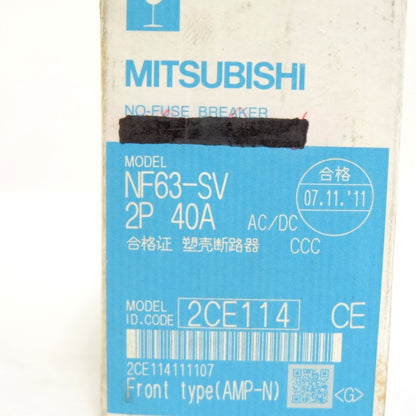 MITSUBISHI
NO-FUSE BREAKER
MODEL
NF63-SV
2P 40A AC/DC
合格
07.11.'11
合格证 塑壳断路器 CCC
MODEL
ID.CODE 2CE114 CE
2CE114111107
Front type(AMP-N) <G>